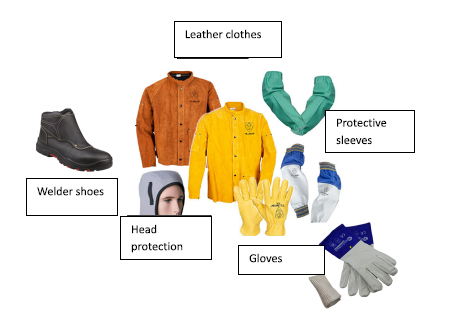 Leather clothes
Protective
sleeves
Welder shoes
Head
protection
Gloves